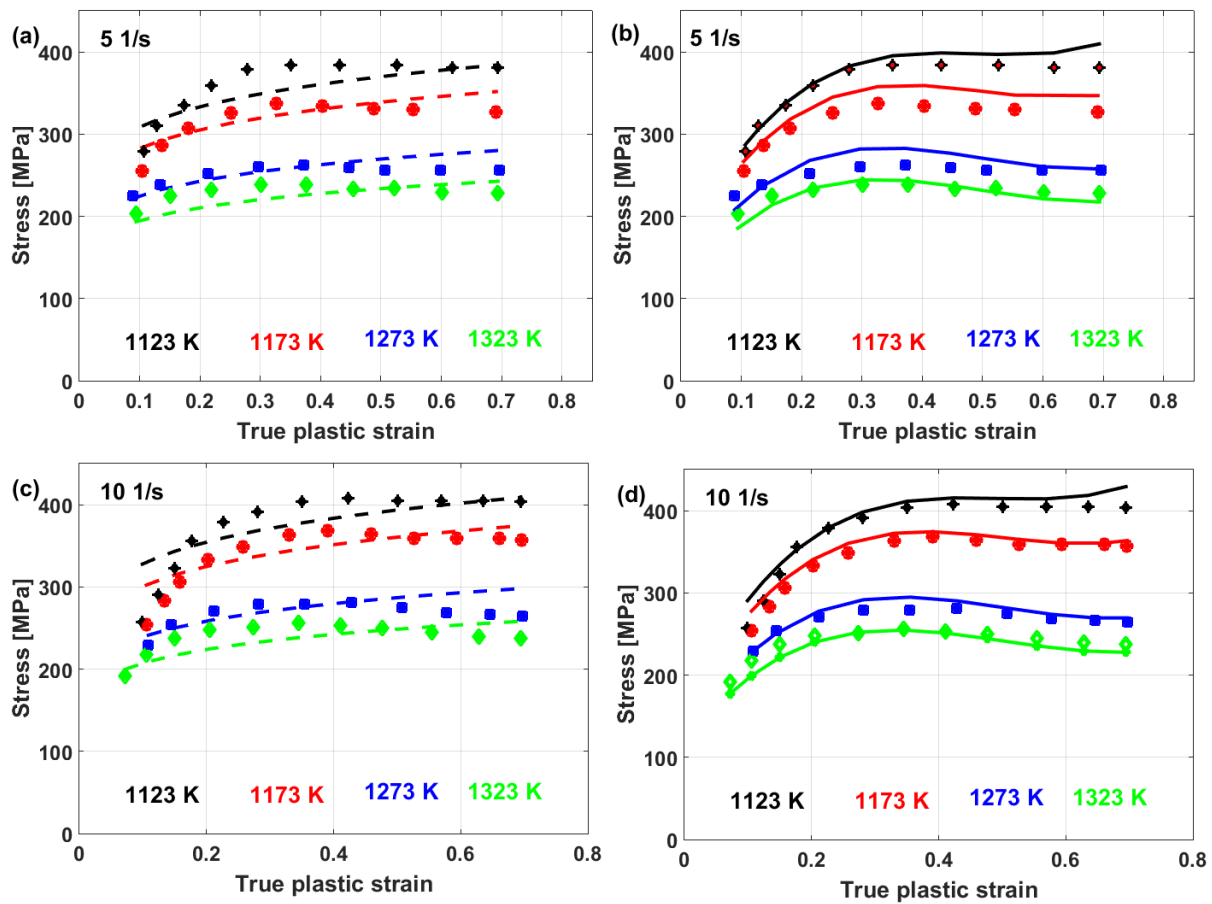 (a)
5 1/s
400
300
200
100
0
Stress [MPa]
1123 K 1173 K 1273 K 1323 K
0 0.1 0.2 0.3 0.4 0.5 0.6 0.7 0.8
True plastic strain
(b)
5 1/s
400
300
200
100
0
Stress [MPa]
1123 K 1173 K 1273 K 1323 K
0 0.1 0.2 0.3 0.4 0.5 0.6 0.7 0.8
True plastic strain
(c)
10 1/s
400
300
200
100
0
Stress [MPa]
1123 K 1173 K 1273 K 1323 K
0 0.2 0.4 0.6 0.8
True plastic strain
(d)
10 1/s
400
300
200
100
0
Stress [MPa]
1123 K 1173 K 1273 K 1323 K
0 0.2 0.4 0.6 0.8
True plastic strain